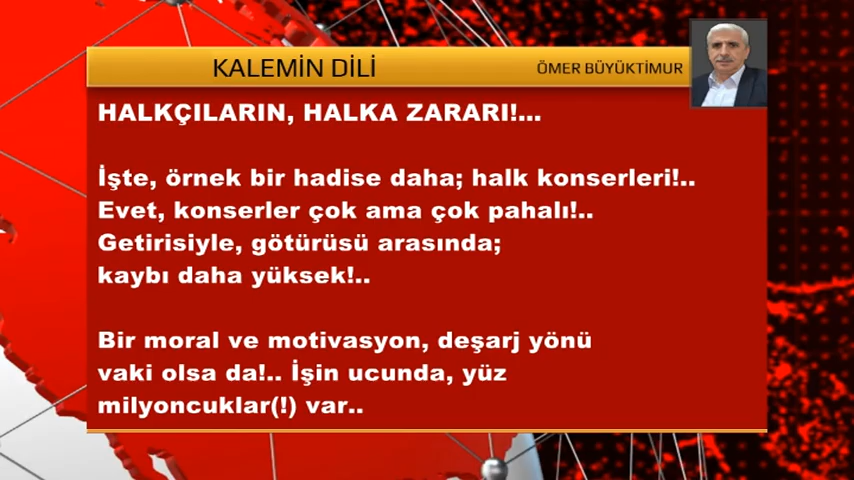 KALEMİN DİLİ
ÖMER BÜYÜKTİMUR
HALKÇILARIN, HALKA ZARARI!...
İşte, örnek bir hadise daha; halk konserleri!..
Evet, konserler çok ama çok pahalı!..
Getirisiyle, götürüsü arasında;
kaybı daha yüksek!..
Bir moral ve motivasyon, deşarj yönü
vaki olsa da!.. İşin ucunda, yüz
milyoncuklar(!) var..